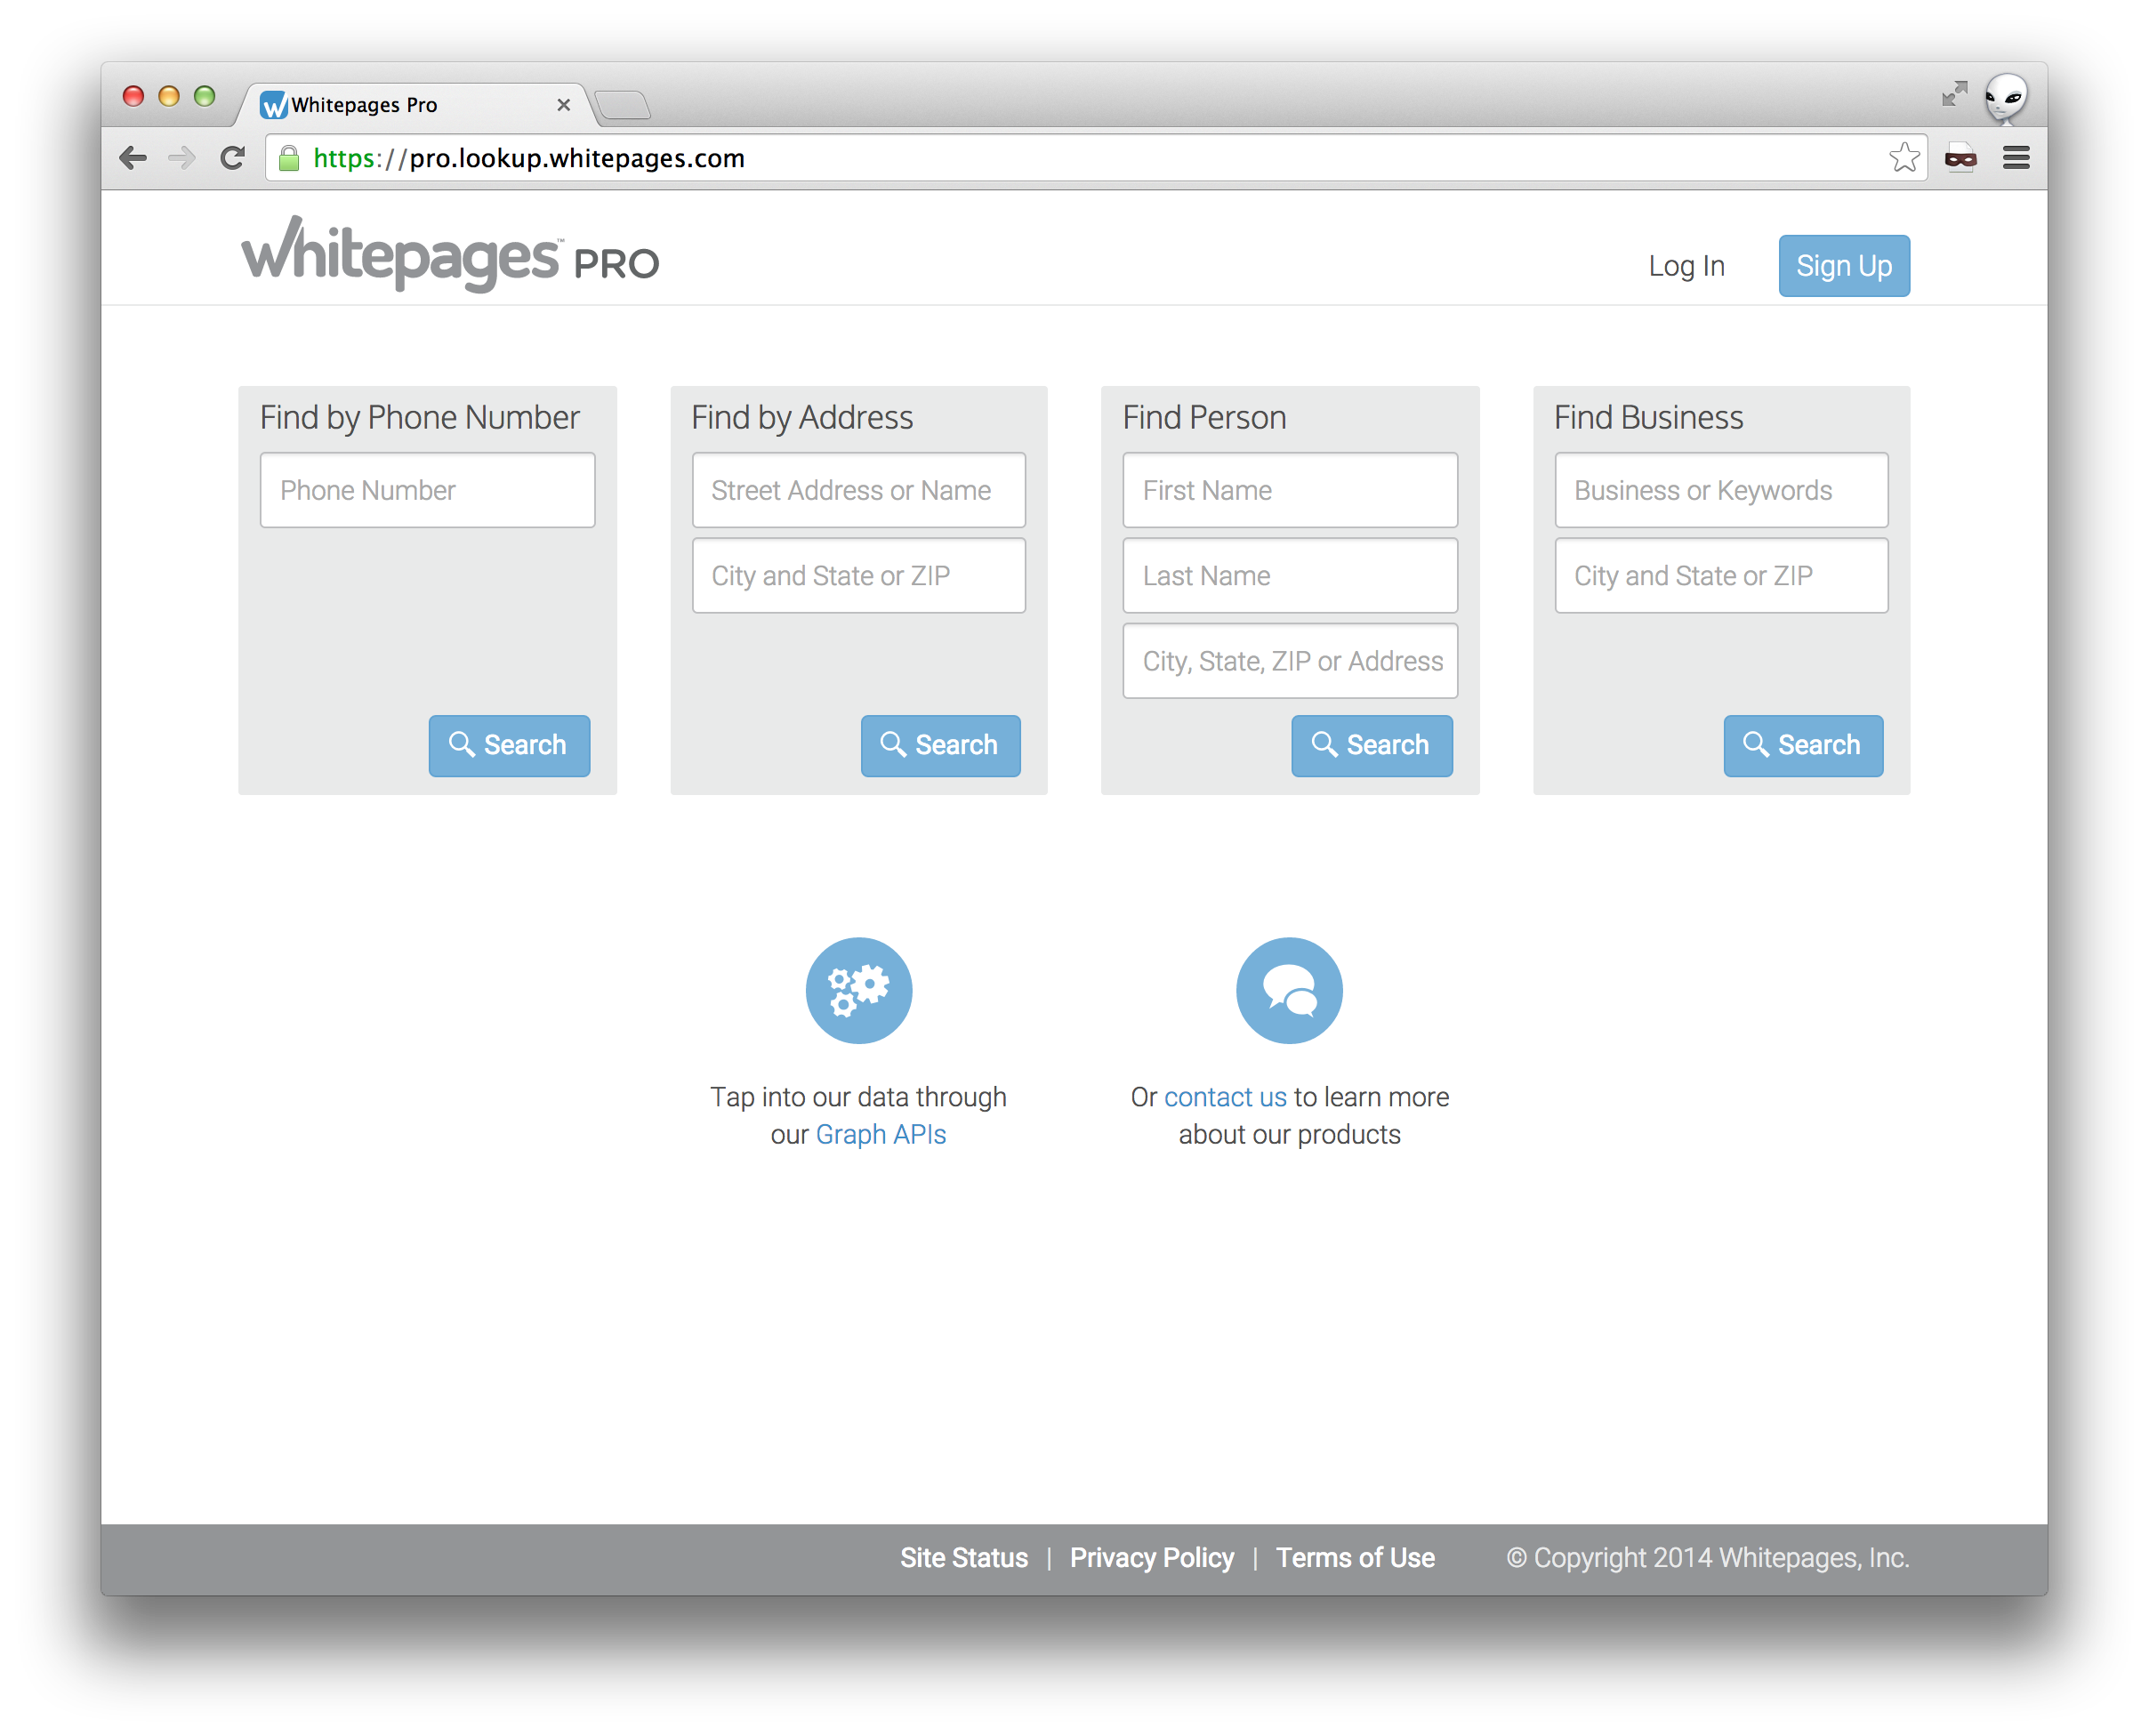 Whitepages Pro
https://pro.lookup.whitepages.com
whitepages™ PRO
Log In
Sign Up
Find by Phone Number
Phone Number
Search
Find by Address
Street Address or Name
City and State or ZIP
Search
Find Person
First Name
Last Name
City, State, ZIP or Address
Search
Find Business
Business or Keywords
City and State or ZIP
Search
Tap into our data through
our Graph APIs
Or contact us to learn more
about our products
Site Status | Privacy Policy | Terms of Use
© Copyright 2014 Whitepages, Inc.